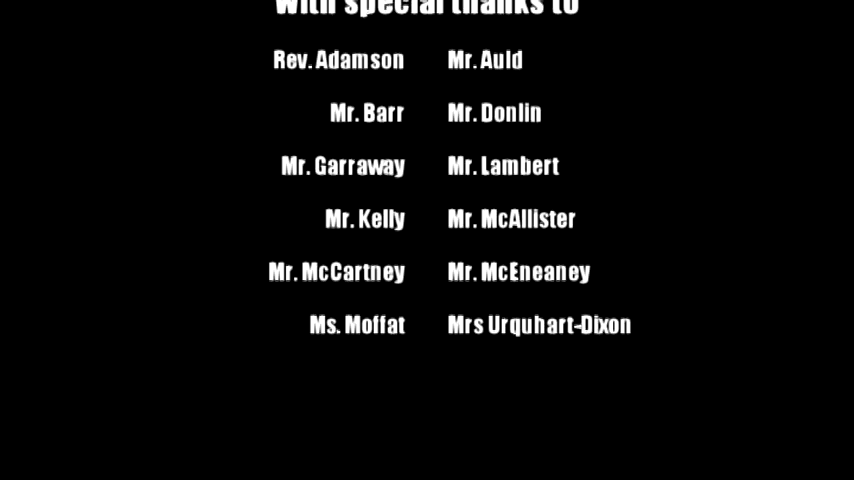 With special thanks to
Rev. Adamson Mr. Auld
Mr. Barr Mr. Donlin
Mr. Garraway Mr. Lambert
Mr. Kelly Mr. McAllister
Mr. McCartney Mr. McEneaney
Ms. Moffat Mrs Urquhart-Dixon